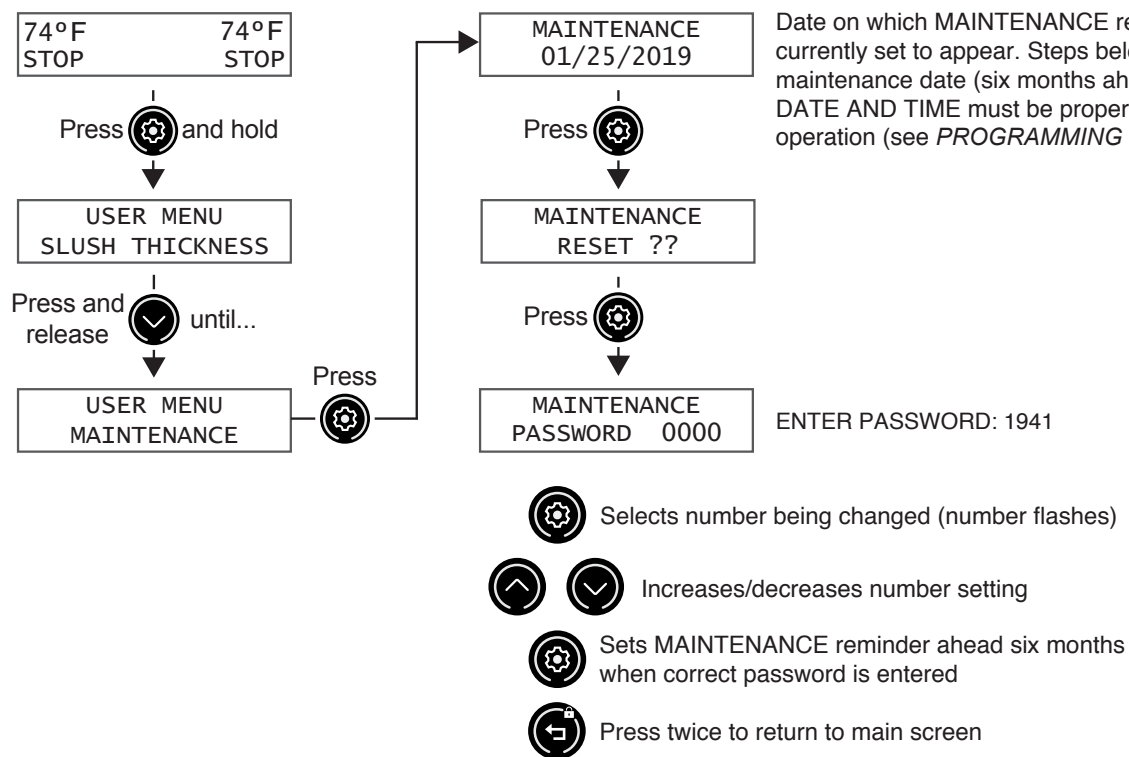 74°F 74°F
STOP STOP
Press and hold
USER MENU
SLUSH THICKNESS
Press and
release
until...
USER MENU
MAINTENANCE
Press
MAINTENANCE
01/25/2019
Date on which MAINTENANCE
currently set to appear. Steps
maintenance date (six months
DATE AND TIME must be
operation (see PROGRAMMING
Press
MAINTENANCE
RESET ??
Press
MAINTENANCE
PASSWORD 0000
ENTER PASSWORD: 1941
Selects number being changed (number flashes)
Increases/decreases number setting
Sets MAINTENANCE reminder ahead six months
when correct password is entered
Press twice to return to main screen